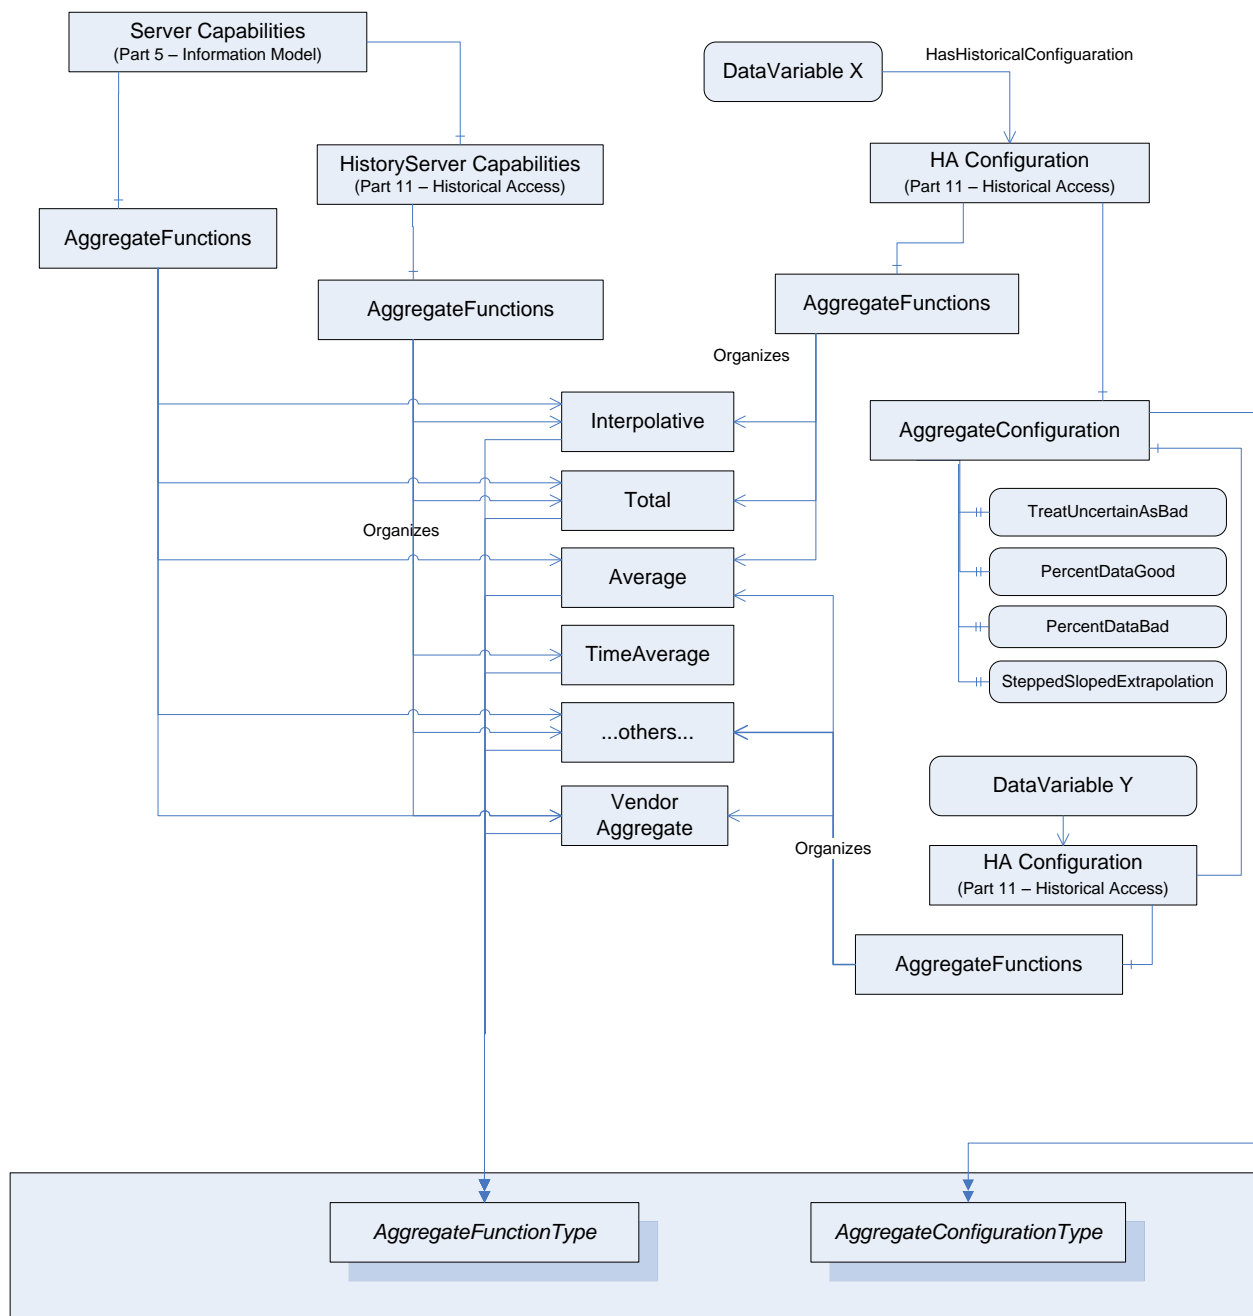 Server Capabilities
(Part 5 – Information Model)
DataVariable X
HasHistoricalConfiguaration
HistoryServer Capabilities
(Part 11 – Historical Access)
HA Configuration
(Part 11 – Historical Access)
AggregateFunctions
AggregateFunctions
AggregateFunctions
Organizes
Interpolative
AggregateConfiguration
Total
TreatUncertainAsBad
Organizes
Average
PercentDataGood
PercentDataBad
TimeAverage
SteppedSlopedExtrapolation
...others...
DataVariable Y
Vendor
Aggregate
Organizes
HA Configuration
(Part 11 – Historical Access)
AggregateFunctions
AggregateFunctionType
AggregateConfigurationType